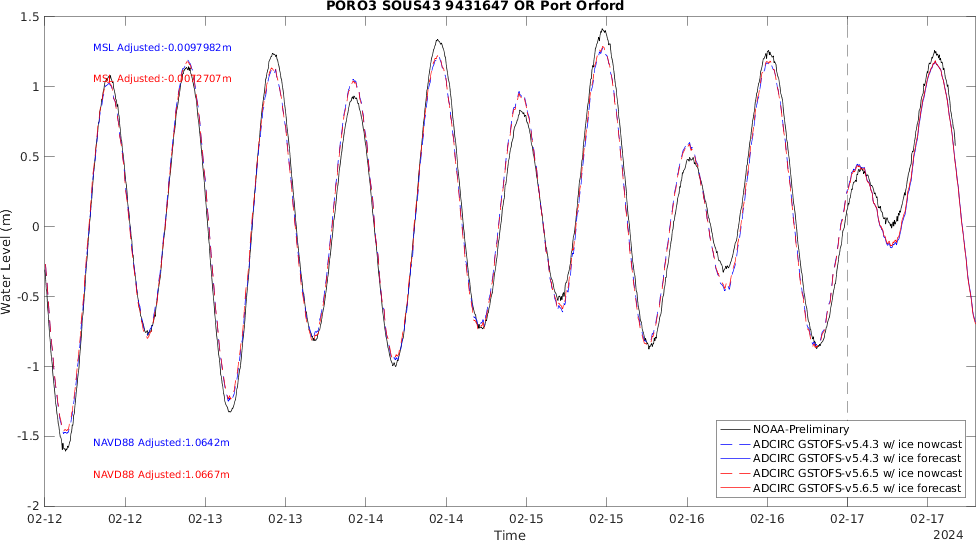 PORO3 SOUS43 9431647 OR Port Orford
Water Level (m)
1.5
1
0.5
0
-0.5
-1
-1.5
-2
MSL Adjusted:-0.0097982m
MSL Adjusted:-0.0072707m
NAVD88 Adjusted:1.0642m
NAVD88 Adjusted:1.0667m
NOAA-Preliminary
ADCIRC GSTOFS-v5.4.3 w/ ice nowcast
ADCIRC GSTOFS-v5.4.3 w/ ice forecast
ADCIRC GSTOFS-v5.6.5 w/ ice nowcast
ADCIRC GSTOFS-v5.6.5 w/ ice forecast
02-12 02-12 02-13 02-13 02-14 02-14 02-15 02-15 02-16 02-16 02-17 02-17
2024
Time